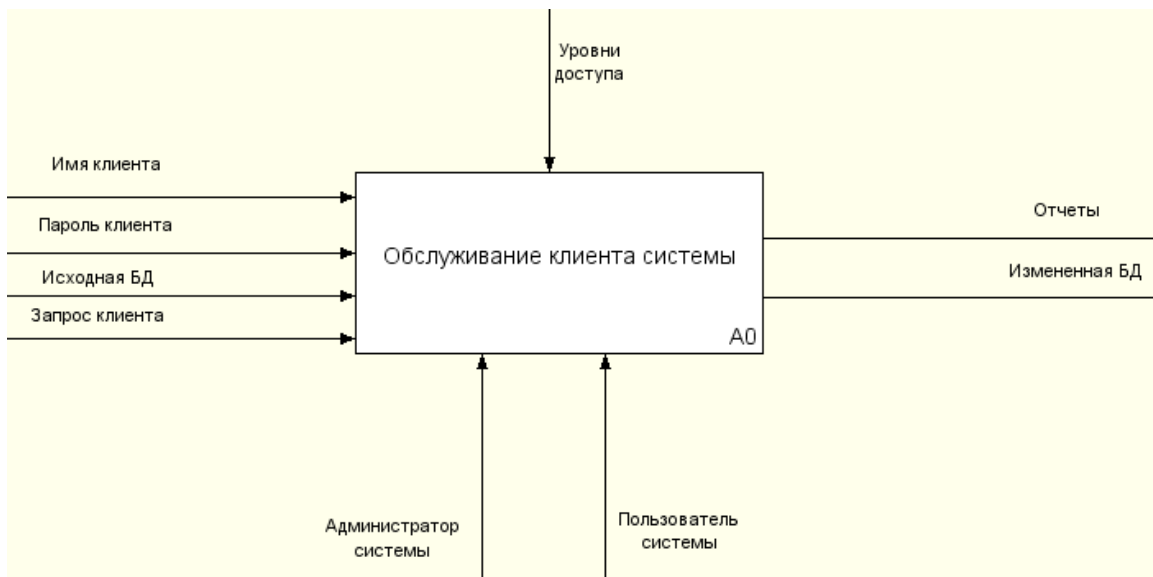 Уровни
доступа
Имя клиента
Пароль клиента
Исходная БД
Запрос клиента
Обслуживание клиента системы
A0
Отчеты
Измененная БД
Администратор
системы
Пользователь
системы